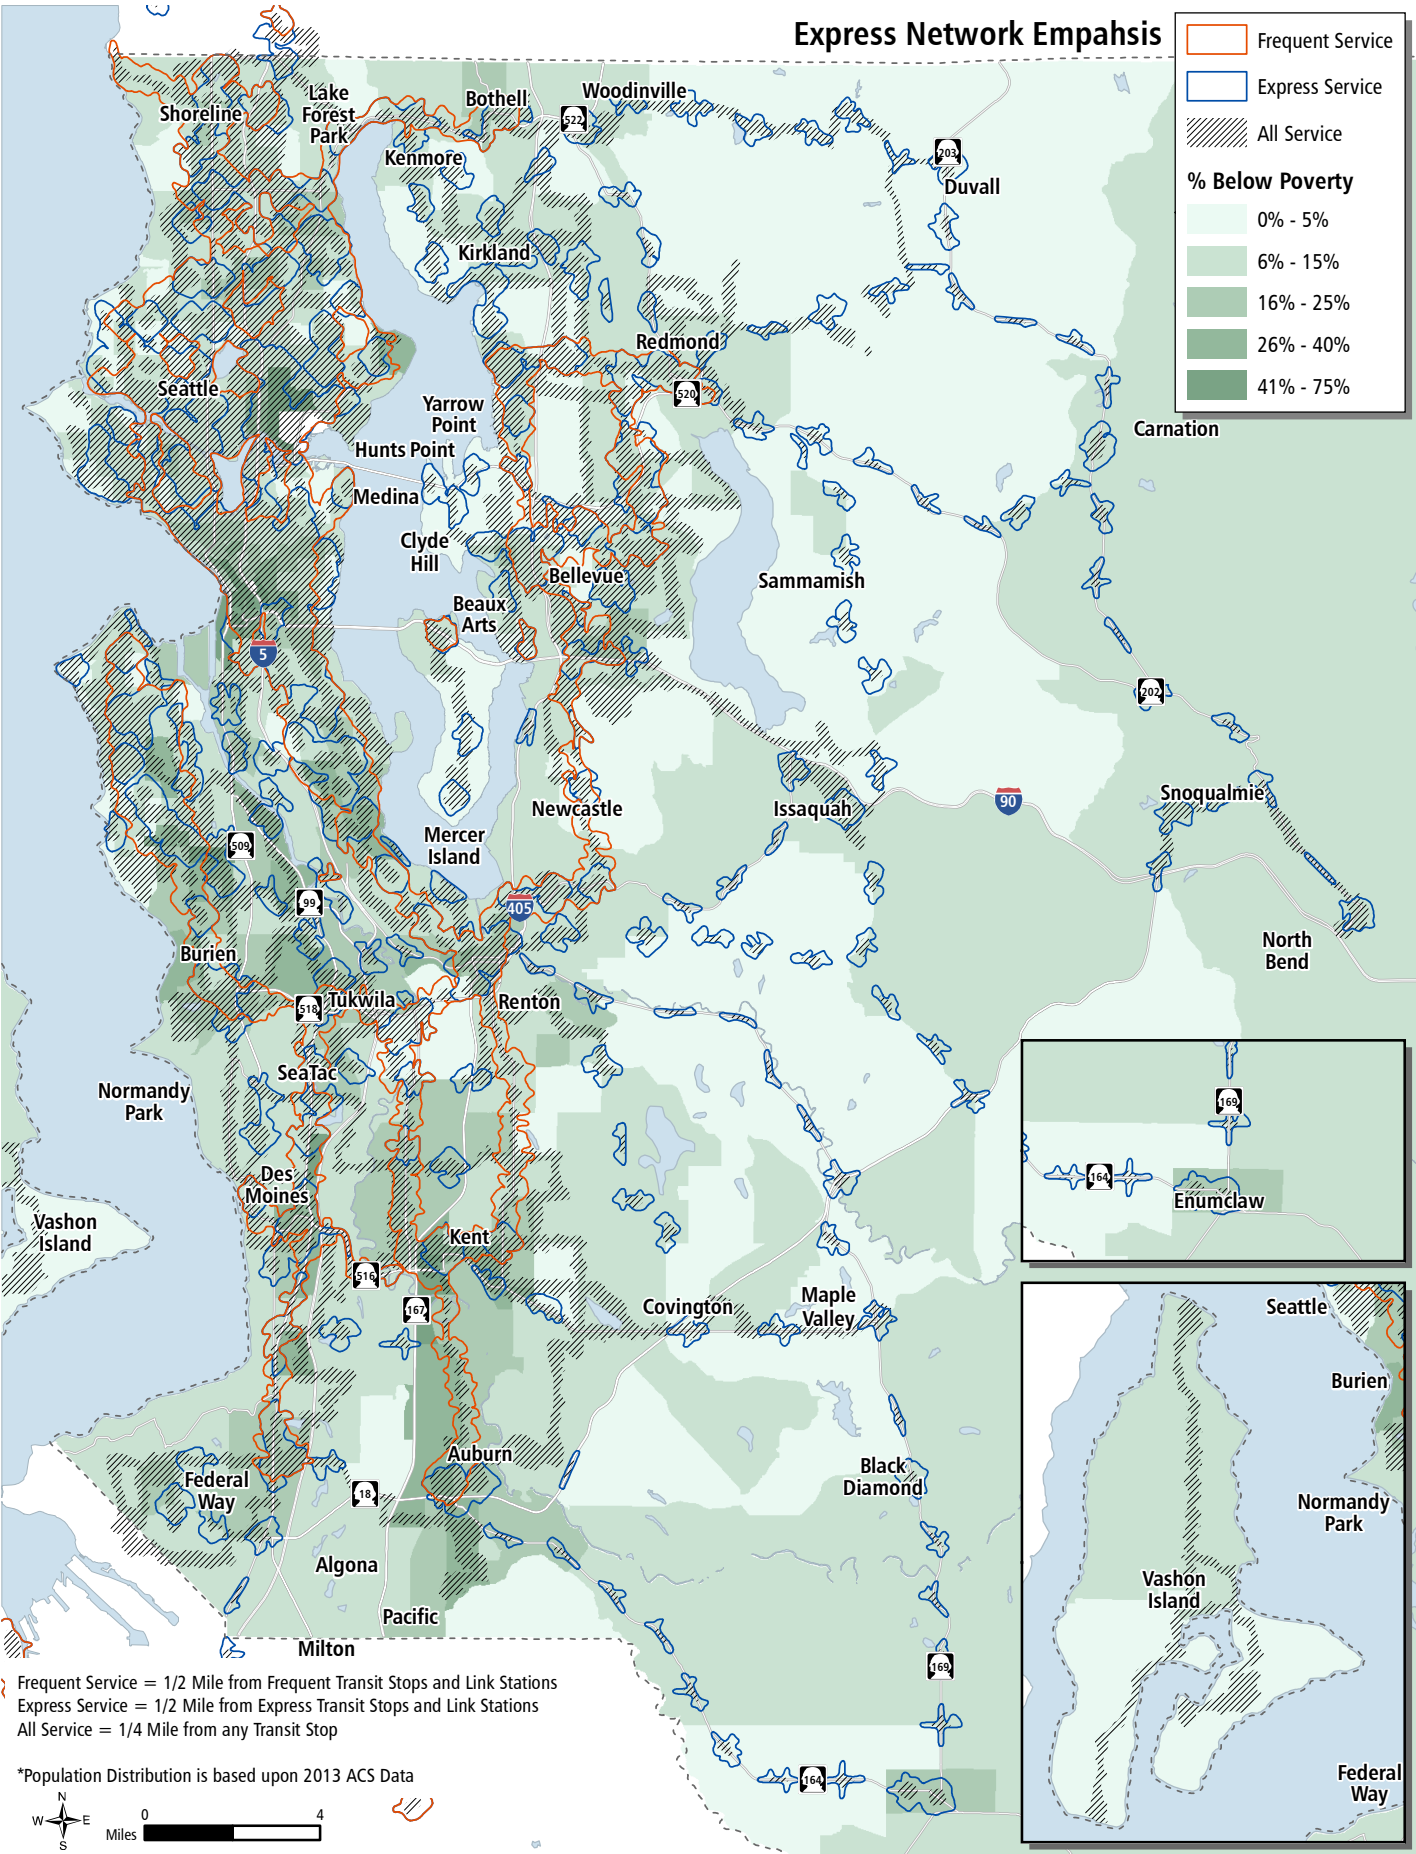 Express Network Empahsis
Frequent Service
Express Service
All Service
% Below Poverty
0% - 5%
6% - 15%
16% - 25%
26% - 40%
41% - 75%
Shoreline
Lake
Forest
Park
Bothell
Woodinville
522
Kenmore
203
Duvall
Kirkland
Redmond
520
Seattle
Yarrow
Point
Hunts Point
Medina
Carnation
Clyde
Hill
Bellevue
Sammamish
Beaux
Arts
5
202
Snoqualmie
Newcastle
Issaquah
90
Mercer
Island
509
99
405
Burien
North
Bend
Tukwila
518
Renton
SeaTac
Normandy
Park
169
164
Enumclaw
Des
Moines
Vashon
Island
Kent
516
167
Covington
Maple
Valley
Seattle
Burien
Auburn
Federal
Way
18
Black
Diamond
Normandy
Park
Algona
Vashon
Island
Pacific
Milton
169
164
Federal
Way
Frequent Service = 1/2 Mile from Frequent Transit Stops and Link Stations
Express Service = 1/2 Mile from Express Transit Stops and Link Stations
All Service = 1/4 Mile from any Transit Stop
*Population Distribution is based upon 2013 ACS Data
N
W E
S
0 4
Miles